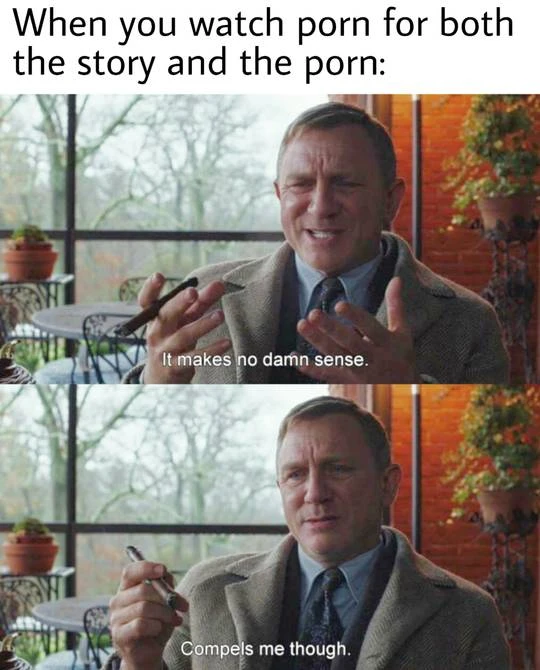 When you watch porn for both
the story and the porn:
It makes no damn sense.
Compels me though.